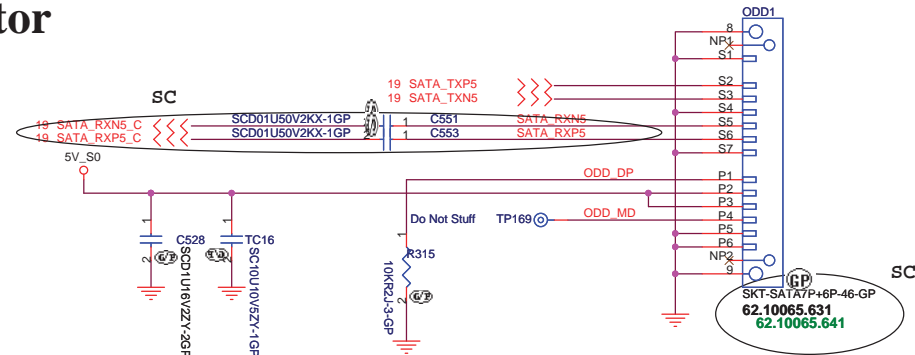 tor
ODD1
8
NP1
S1
19 SATA_TXP5
S2
19 SATA_TXN5
S3
SC
S4
19 SATA_RXN5_C
SCD01U50V2KX-1GP
1
C551
SATA_RXN5
S5
19 SATA_RXP5_C
SCD01U50V2KX-1GP
1
C553
SATA_RXP5
S6
S7
5V_S0
ODD_DP
P1
P2
P3
Do Not Stuff
TP169
ODD_MD
P4
P5
P6
NP2
9
1
C528
2
SCD1U16V2ZY-2GP
1
TC16
2
SC10U10V5ZY-1GP
1
R315
2
10KR2J-3-GP
GP
SC
SKT-SATA7P+6P-46-GP
62.10065.631
62.10065.641